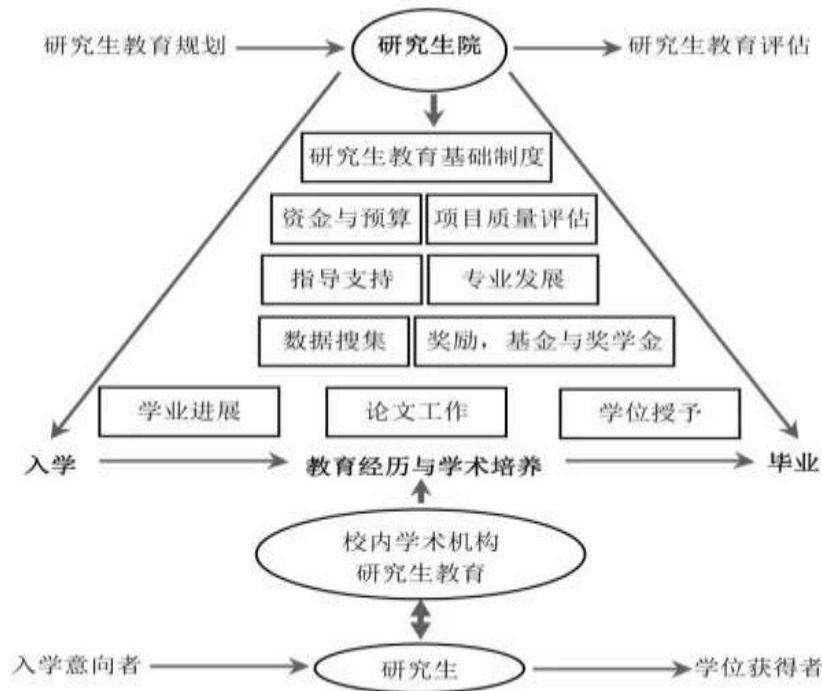 研究生教育规划
研究生院
研究生教育评估
研究生教育基础制度
资金与预算
项目质量评估
指导支持
专业发展
数据搜集
奖励，基金与奖学金
学业进展
论文工作
学位授予
入学
教育经历与学术培养
毕业
校内学术机构
研究生教育
入学意向者
研究生
学位获得者